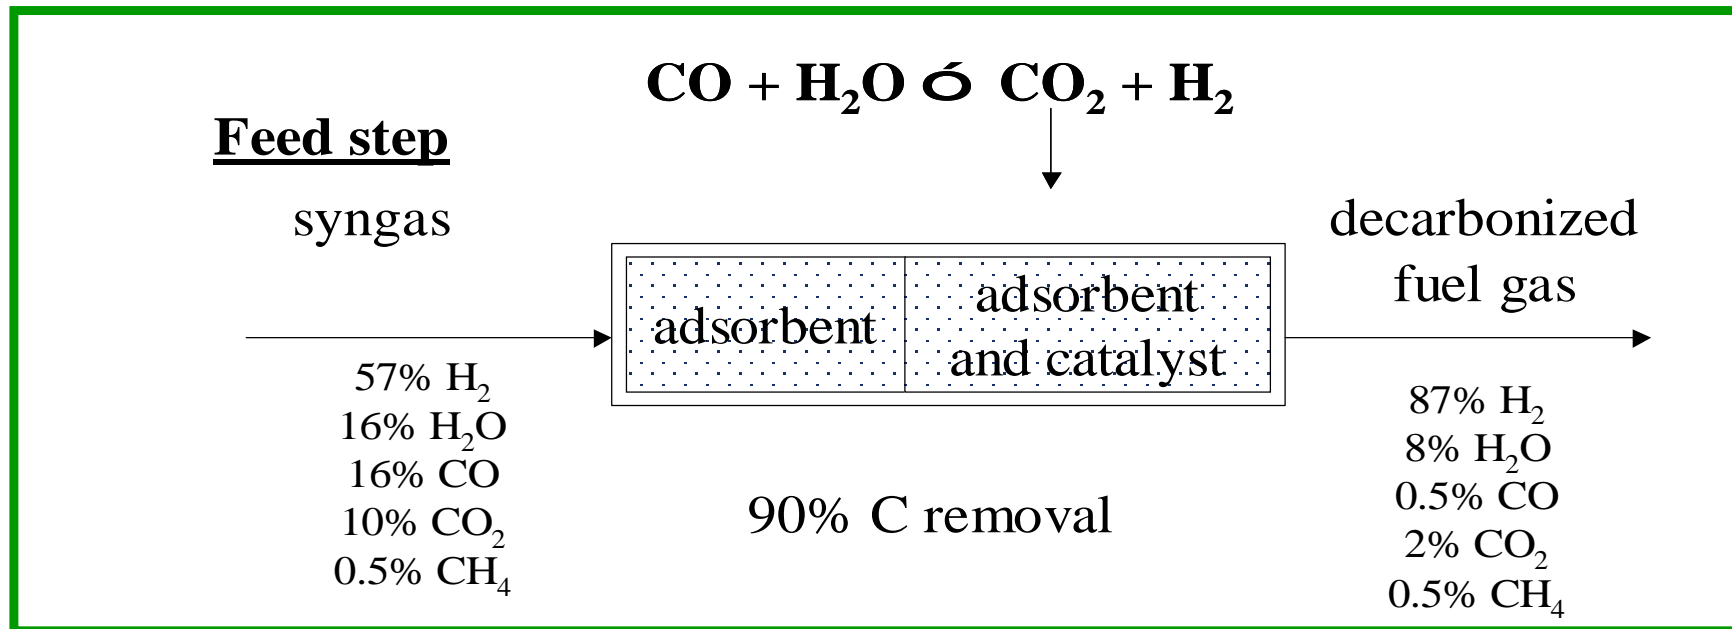 CO + H₂O ó CO₂ + H₂
Feed step
syngas
decarbonized
fuel gas
adsorbent
adsorbent
and catalyst
57% H₂
16% H₂O
16% CO
10% CO₂
0.5% CH₄
90% C removal
87% H₂
8% H₂O
0.5% CO
2% CO₂
0.5% CH₄